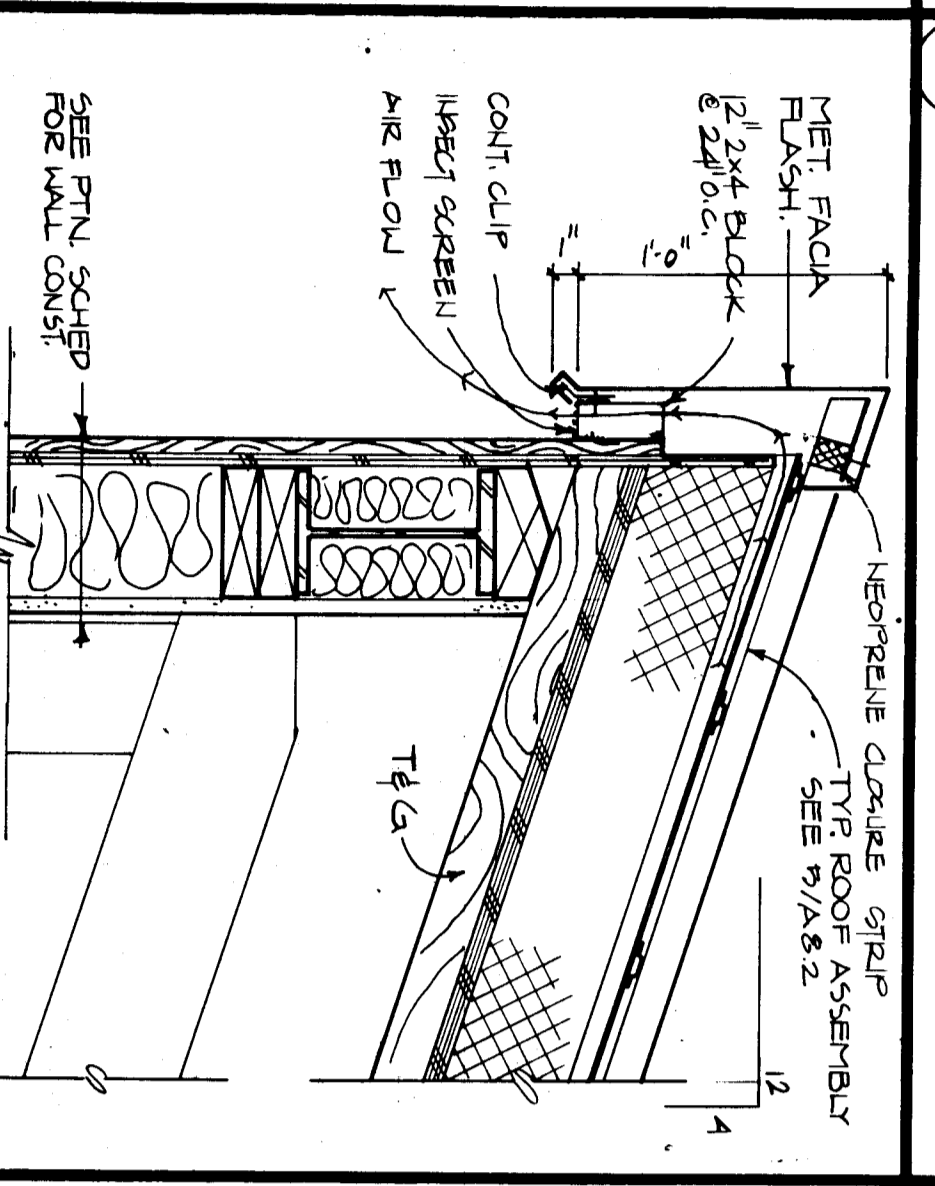 MET. FACIA
FLASH.
12" 2x4 BLOCK
@ 24" O.C.
1'-0"
1"
CONT. CLIP
INSECT SCREEN
AIR FLOW
SEE PTN. SCHED
FOR WALL CONST.
NEOPRENE CLOSURE STRIP
TYP. ROOF ASSEMBLY
SEE B/A8.2
12
4
T&G